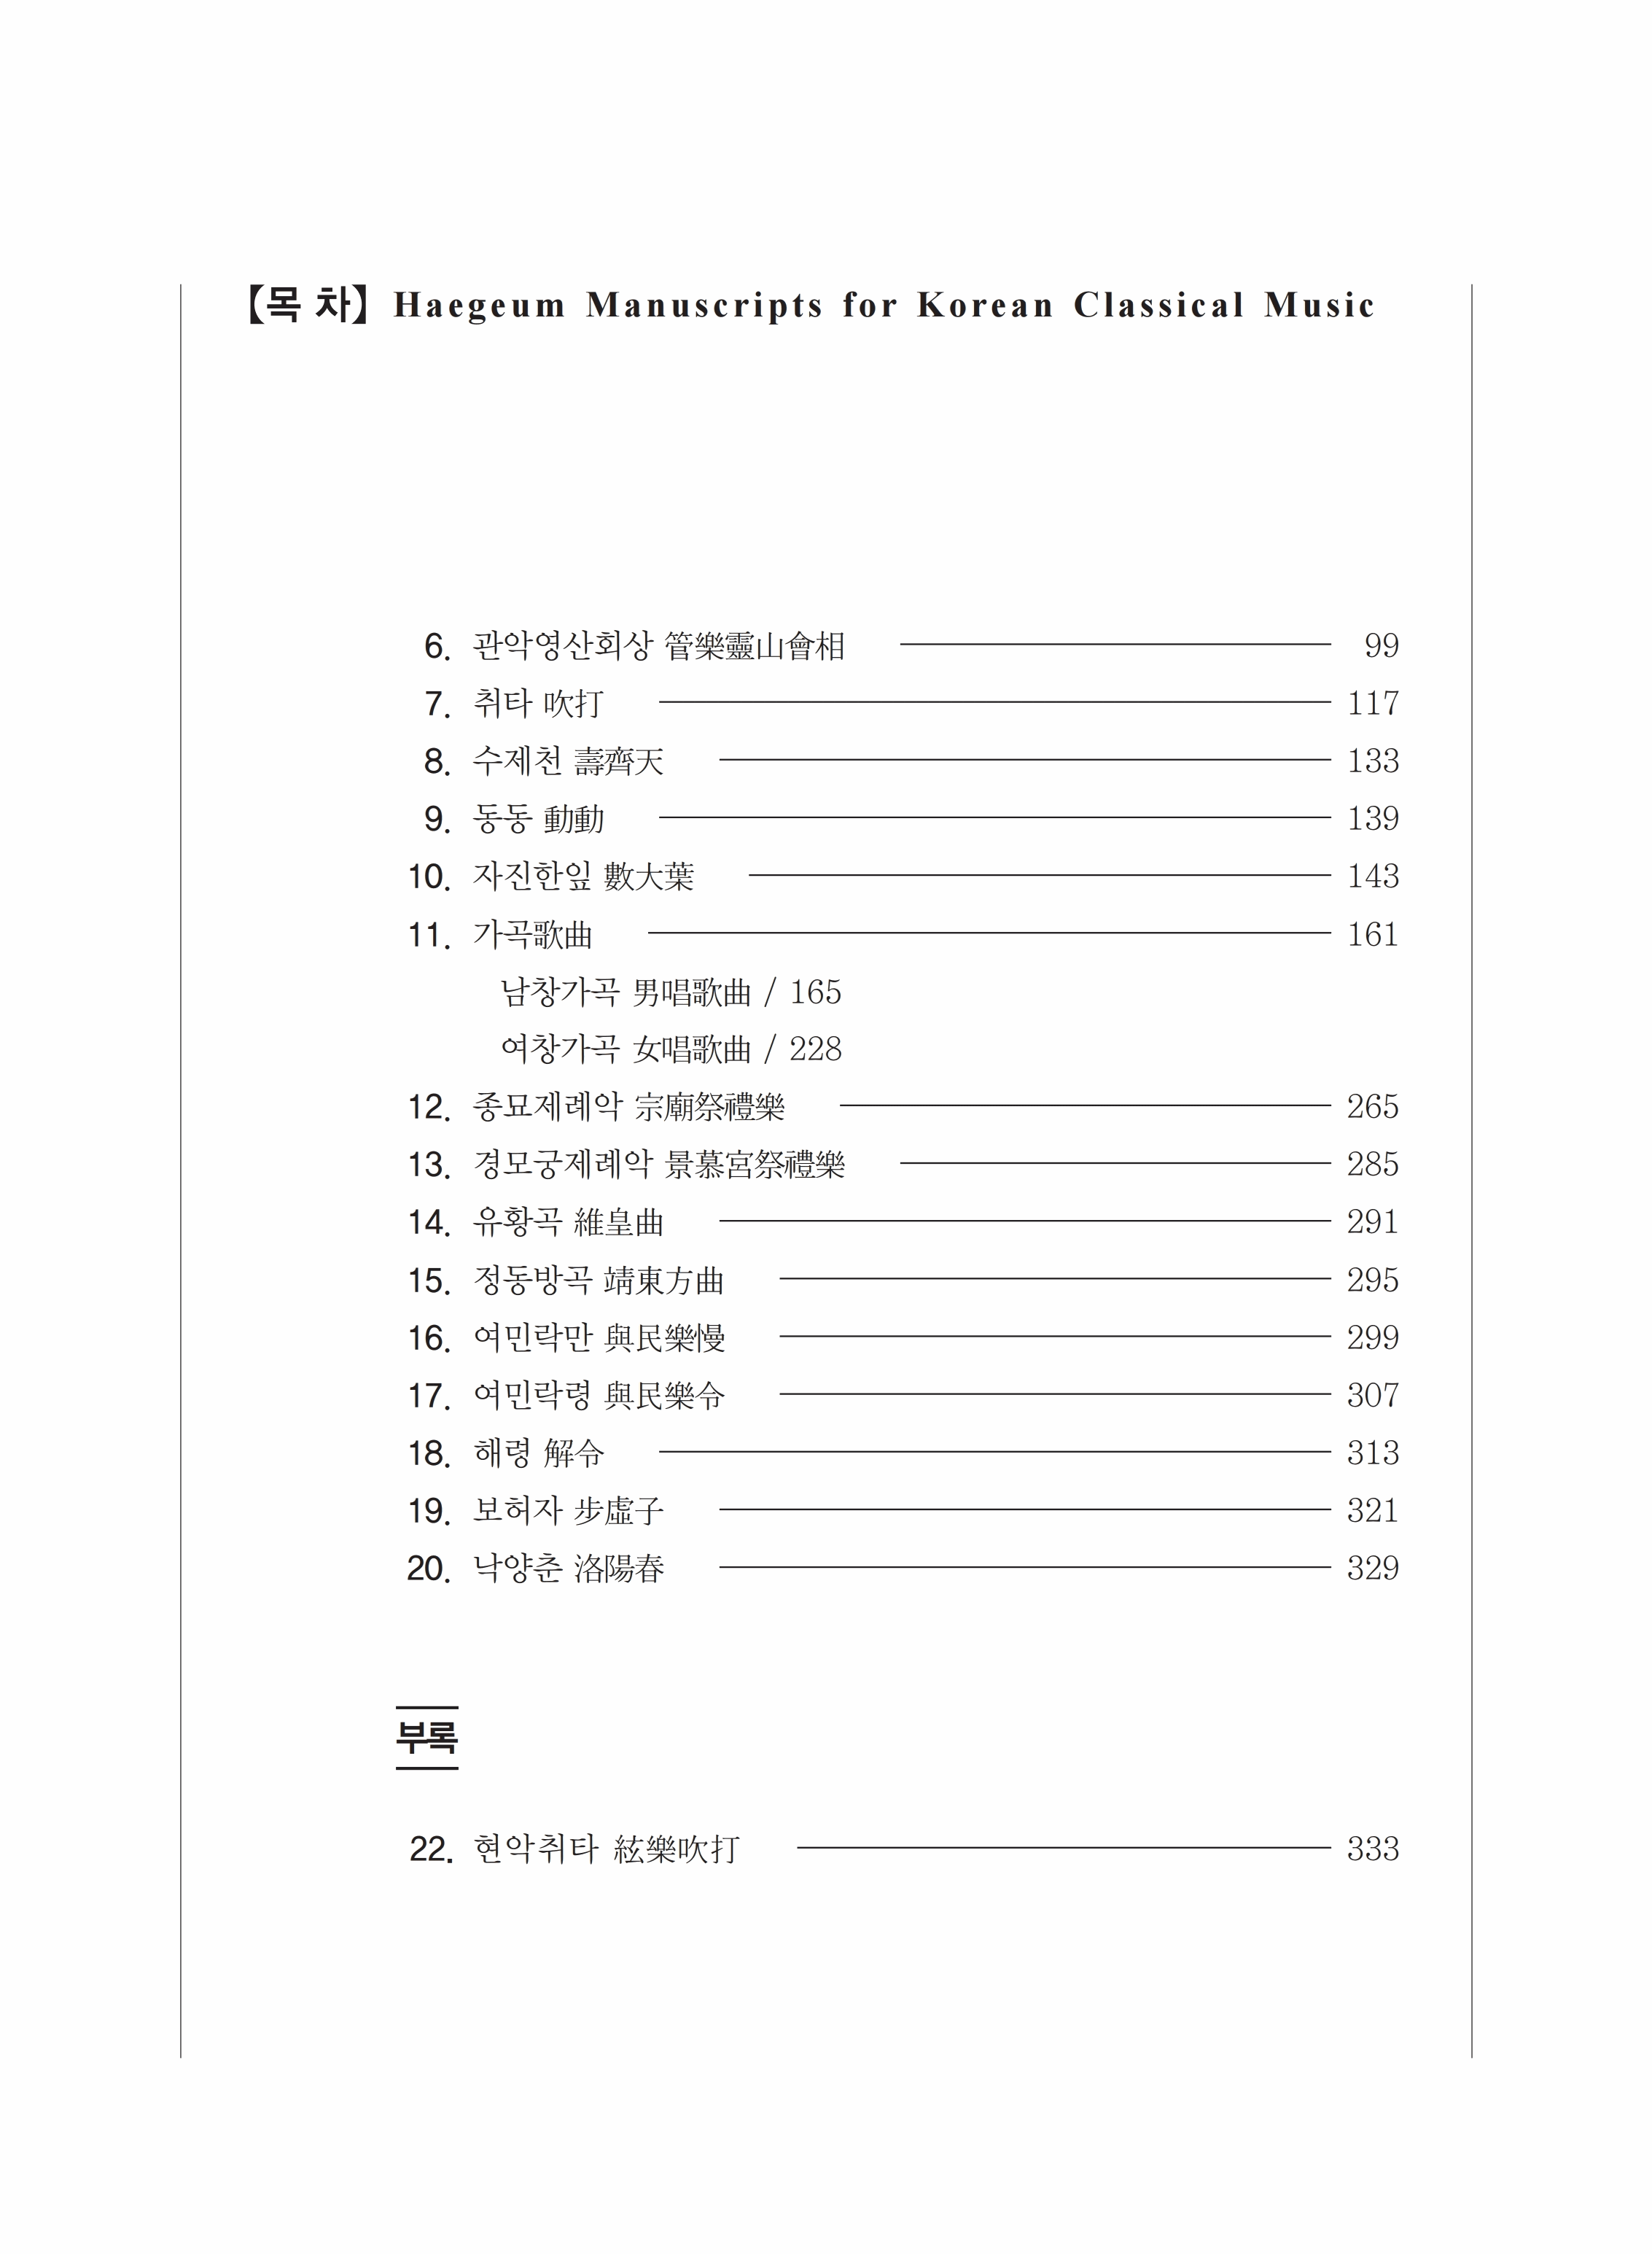 【목 차】 Haegeum Manuscripts for Korean Classical Music
6. 관악영산회상 管樂靈山會相 99
7. 취타 吹打 117
8. 수제천 壽齊天 133
9. 동동 動動 139
10. 자진한잎 數大葉 143
11. 가곡歌曲 161
남창가곡 男唱歌曲 / 165
여창가곡 女唱歌曲 / 228
12. 종묘제례악 宗廟祭禮樂 265
13. 경모궁제례악 景慕宮祭禮樂 285
14. 유황곡 維皇曲 291
15. 정동방곡 靖東方曲 295
16. 여민락만 與民樂慢 299
17. 여민락령 與民樂令 307
18. 해령 解令 313
19. 보허자 步虛子 321
20. 낙양춘 洛陽春 329
부록
22. 현악취타 絃樂吹打 333